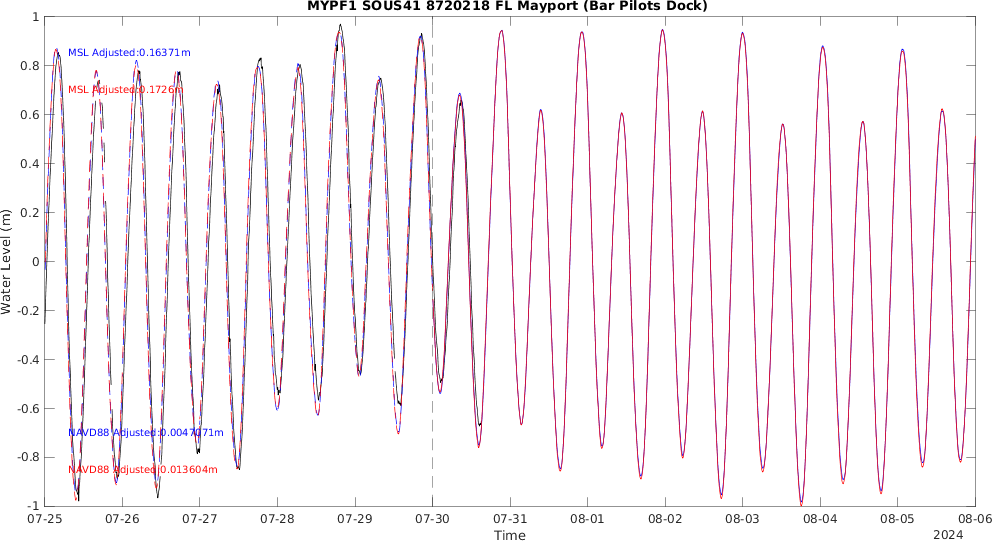 MYPF1 SOUS41 8720218 FL Mayport (Bar Pilots Dock)
Water Level (m)
1
0.8
0.6
0.4
0.2
0
-0.2
-0.4
-0.6
-0.8
-1
MSL Adjusted:0.16371m
MSL Adjusted:0.1726m
NAVD88 Adjusted:0.0047071m
NAVD88 Adjusted:0.013604m
07-25 07-26 07-27 07-28 07-29 07-30 07-31 08-01 08-02 08-03 08-04 08-05 08-06
Time
2024